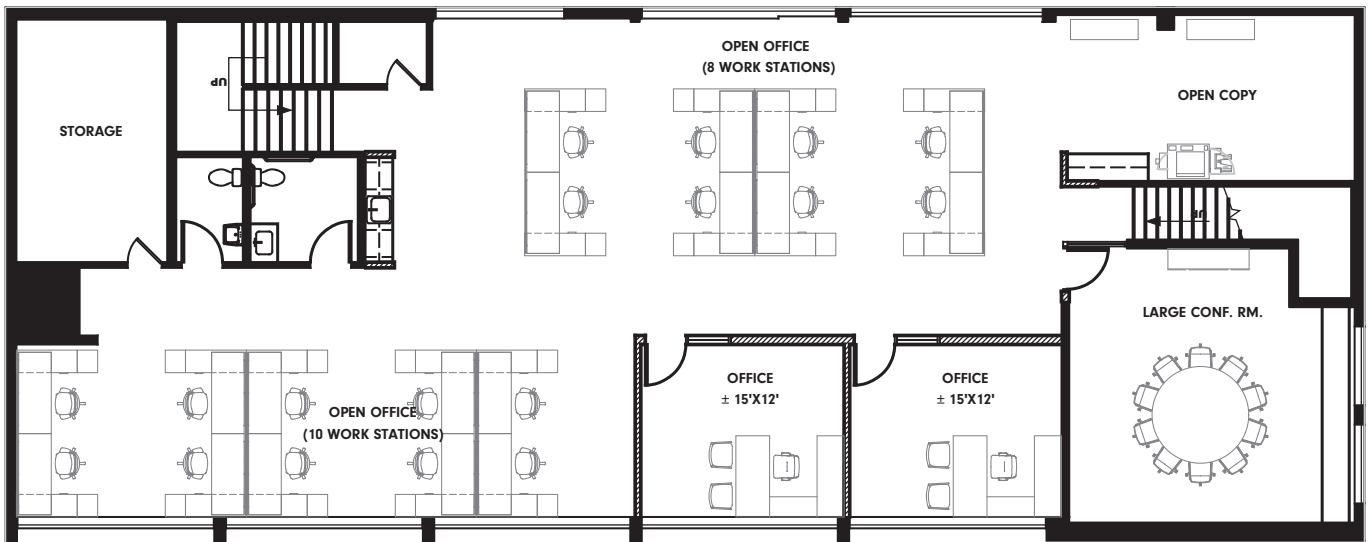 OPEN OFFICE
(8 WORK STATIONS)
UP
OPEN COPY
STORAGE
UP
LARGE CONF. RM.
OFFICE
± 15'X12'
OFFICE
± 15'X12'
OPEN OFFICE
(10 WORK STATIONS)